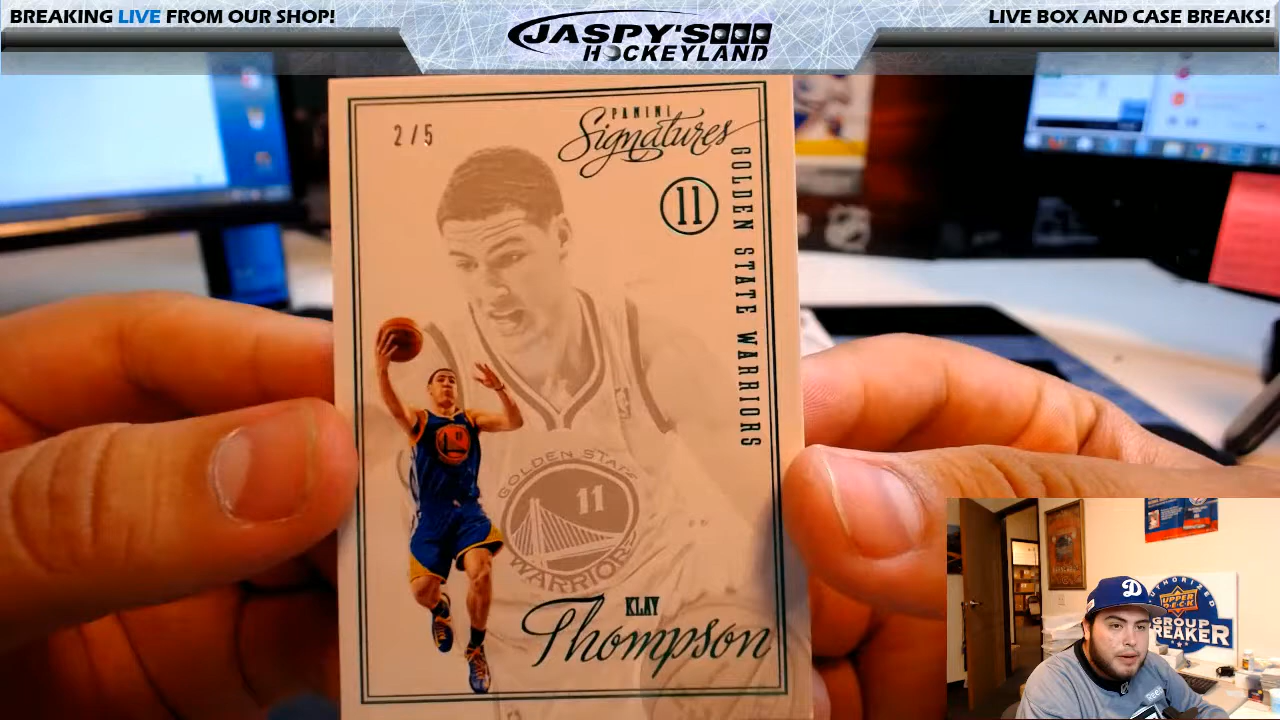 BREAKING LIVE FROM OUR SHOP!
JASPY'S
HOCKEYLAND
LIVE BOX AND CASE BREAKS!
2/5
PANINI
Signatures
11
GOLDEN STATE WARRIORS
GOLDEN STATE
11
WARRIORS
KLAY
Thompson
D
AUTHORIZED
UPPER DECK
GROUP
BREAKER